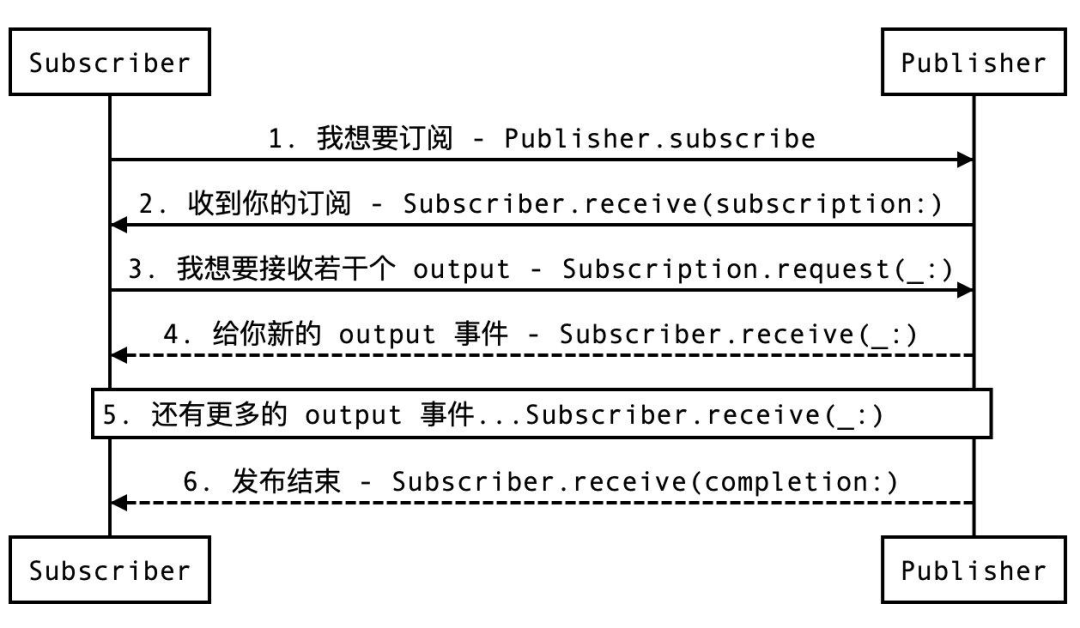 Subscriber
Publisher
1. 我想要订阅 - Publisher.subscribe
2. 收到你的订阅 - Subscriber.receive(subscription:)
3. 我想要接收若干个 output - Subscription.request(_:)
4. 给你新的 output 事件 - Subscriber.receive(_:)
5. 还有更多的 output 事件...Subscriber.receive(_:)
6. 发布结束 - Subscriber.receive(completion:)
Subscriber
Publisher